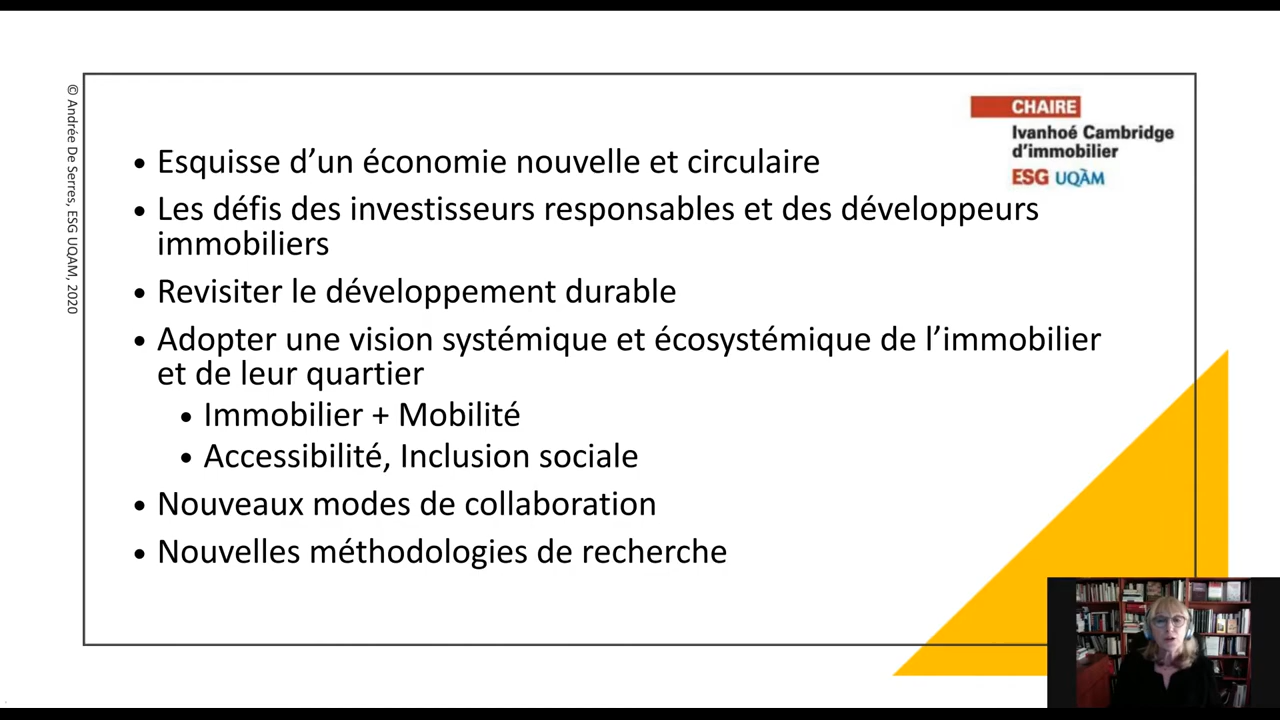 © Andrée De Serres, ESG UQAM, 2020
CHAIRE
Ivanhoé Cambridge
d'immobilier
ESG UQÀM
• Esquisse d’un économie nouvelle et circulaire
• Les défis des investisseurs responsables et des développeurs
immobiliers
• Revisiter le développement durable
• Adopter une vision systémique et écosystémique de l’immobilier
et de leur quartier
• Immobilier + Mobilité
• Accessibilité, Inclusion sociale
• Nouveaux modes de collaboration
• Nouvelles méthodologies de recherche